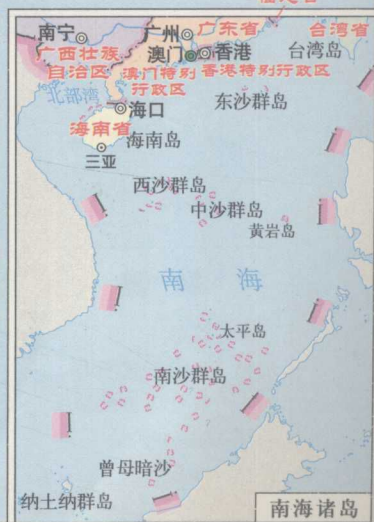 南宁
广州
广东省
台湾省
广西壮族
自治区
澳门
香港
台湾岛
澳门特别
行政区
香港特别行政区
北部湾
海口
东沙群岛
海南省
海南岛
三亚
西沙群岛
中沙群岛
黄岩岛
南海
太平岛
南沙群岛
曾母暗沙
纳土纳群岛
南海诸岛